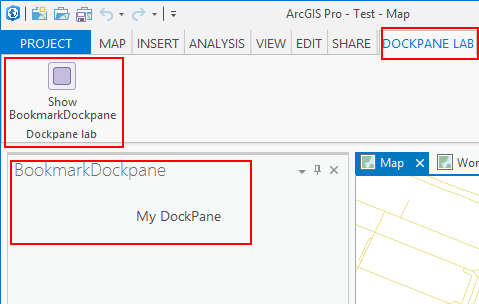 ArcGIS Pro - Test - Map
PROJECT MAP INSERT ANALYSIS VIEW EDIT SHARE DOCKPANE LAB
Show
BookmarkDockpane
Dockpane lab
BookmarkDockpane
Map
Wor
My DockPane